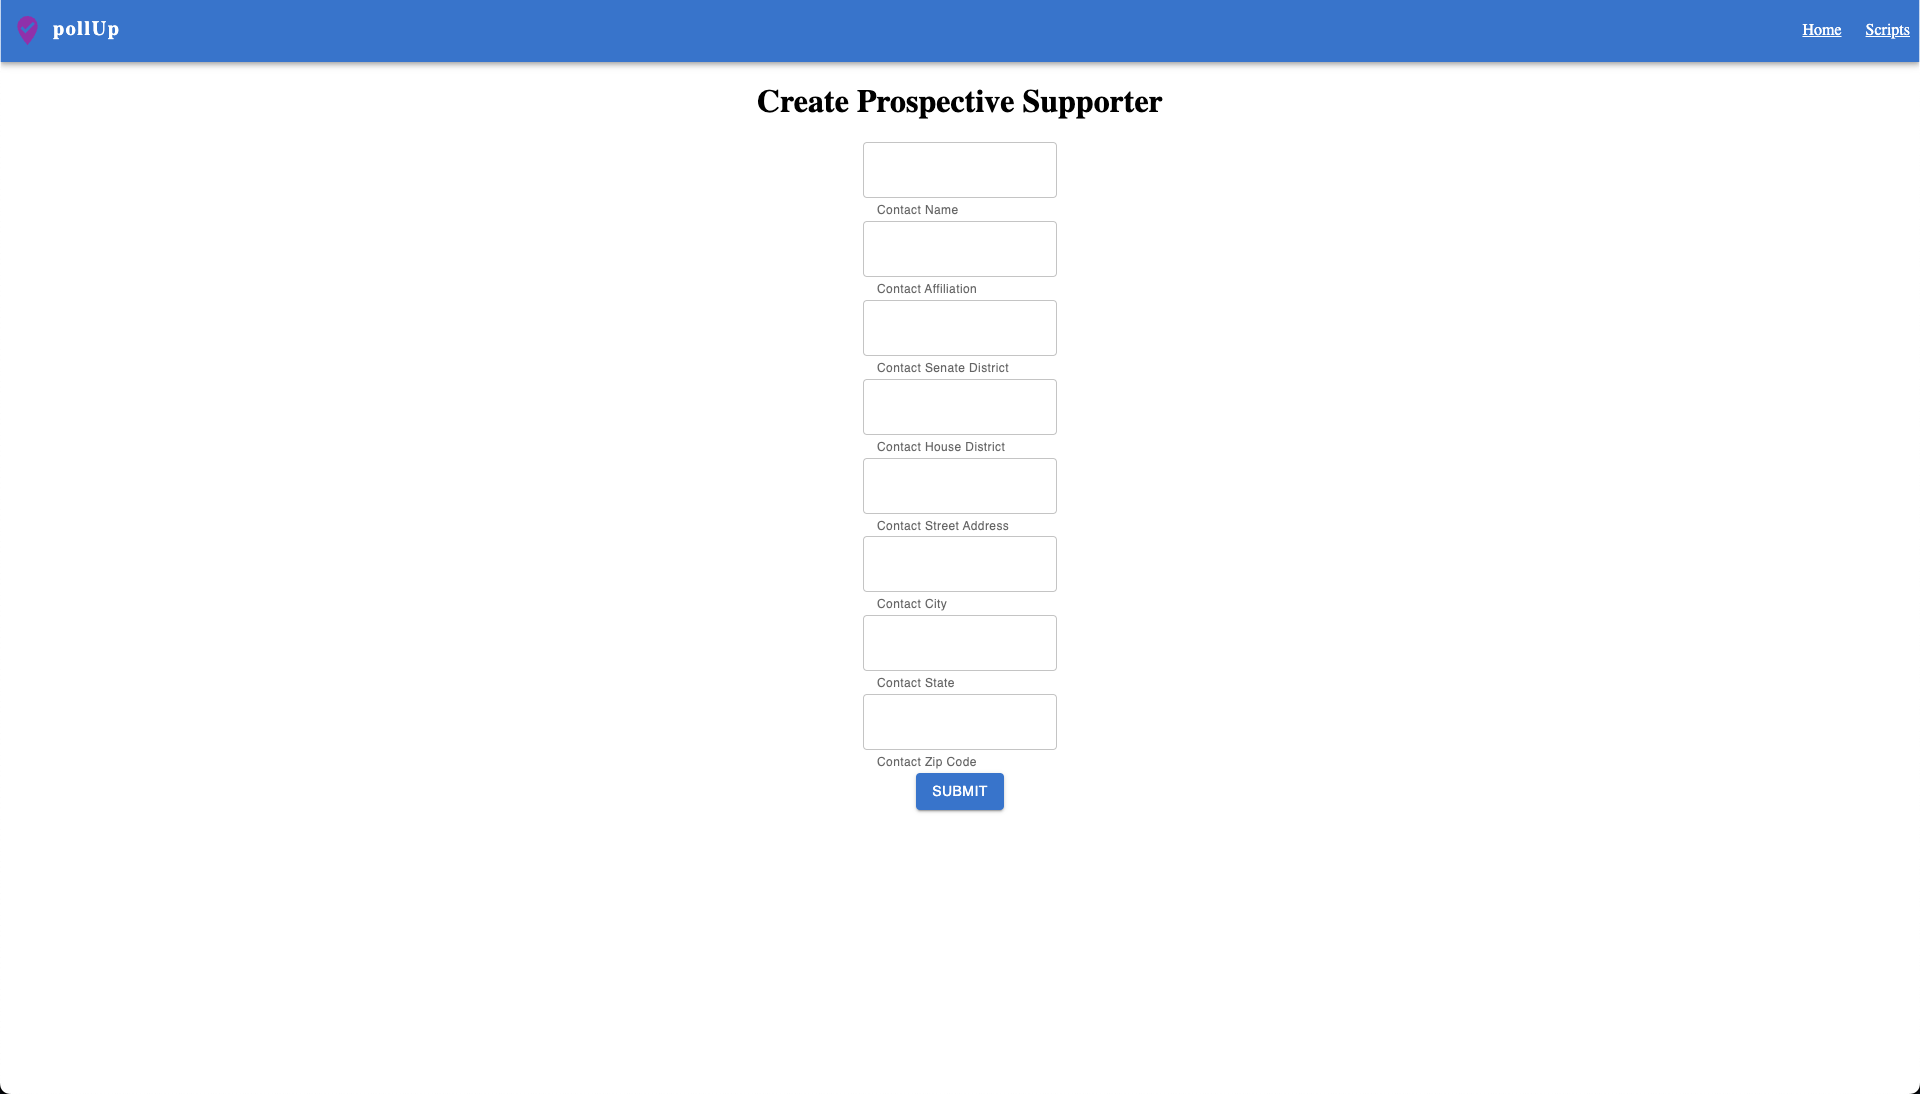 pollUp
Home Scripts
Create Prospective Supporter
Contact Name
Contact Affiliation
Contact Senate District
Contact House District
Contact Street Address
Contact City
Contact State
Contact Zip Code
SUBMIT